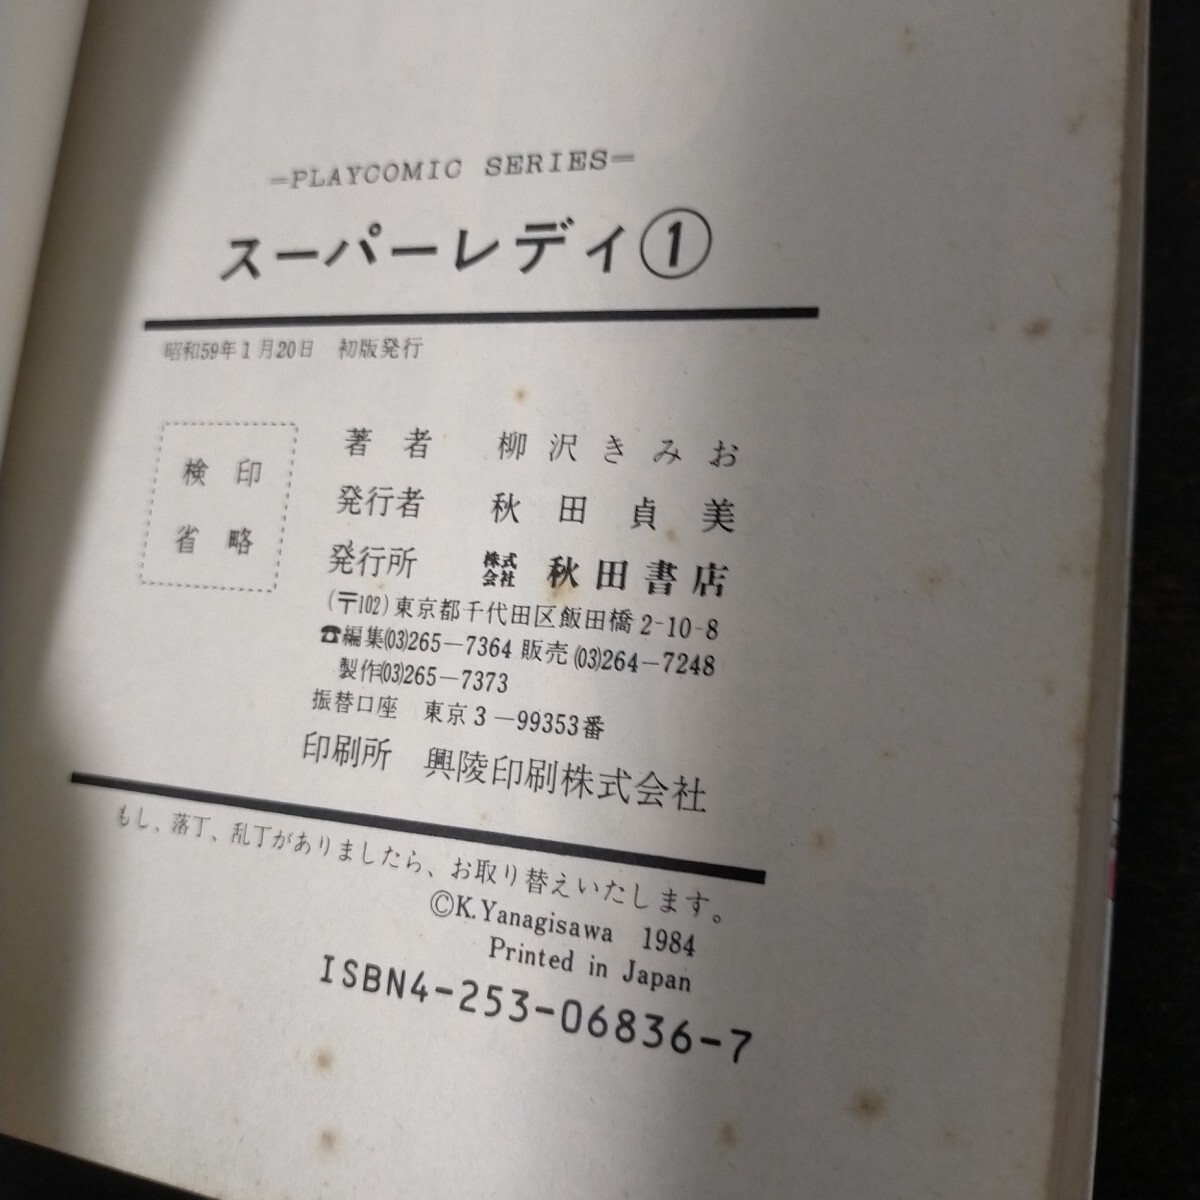 =PLAYCOMIC SERIES=
スーパーレディ①
昭和59年1月20日 初版発行
検印
省略
著者 柳沢きみお
発行者 秋田貞美
発行所 株式会社 秋田書店
(〒102)東京都千代田区飯田橋2-10-8
☎編集(03)265-7364 販売(03)264-7248
製作(03)265-7373
振替口座 東京3-99353番
印刷所 興陵印刷株式会社
もし、落丁、乱丁がありましたら、お取り替えいたします。
©K.Yanagisawa 1984
Printed in Japan
ISBN4-253-06836-7